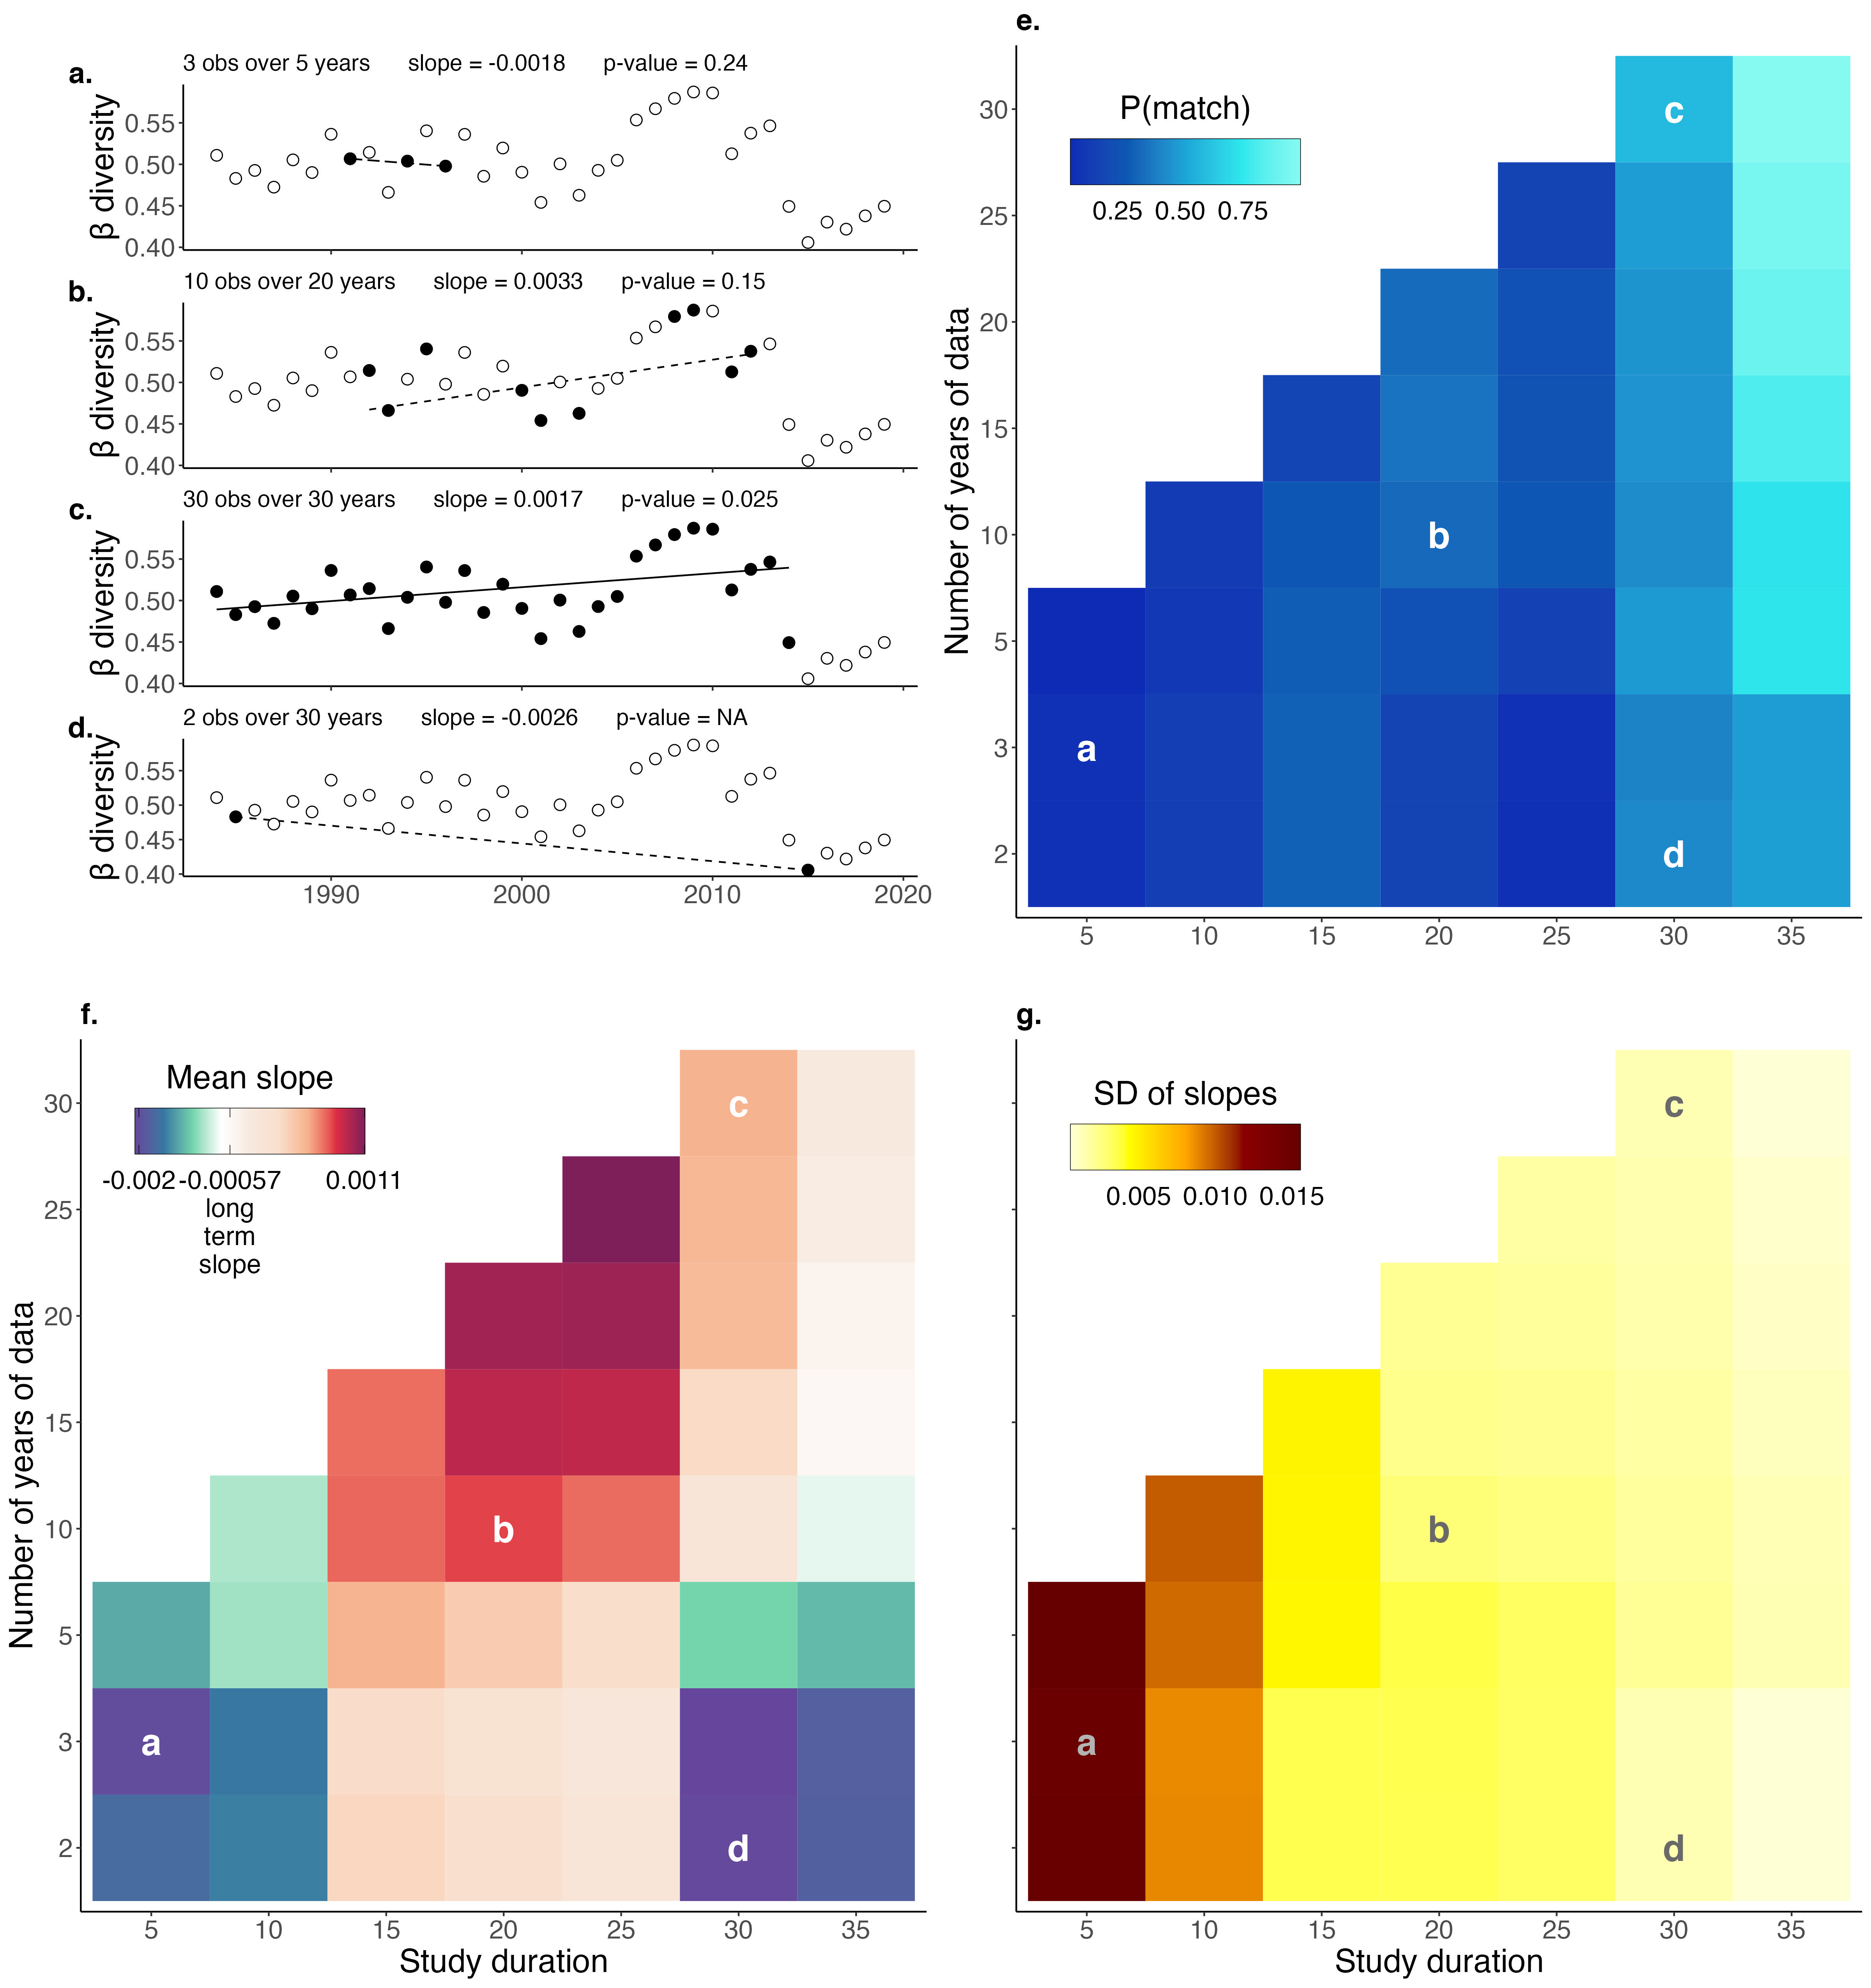 a.
3 obs over 5 years slope = -0.0018 p-value = 0.24
β diversity
0.55
0.50
0.45
0.40
b.
10 obs over 20 years slope = 0.0033 p-value = 0.15
β diversity
0.55
0.50
0.45
0.40
c.
30 obs over 30 years slope = 0.0017 p-value = 0.025
β diversity
0.55
0.50
0.45
0.40
d.
2 obs over 30 years slope = -0.0026 p-value = NA
β diversity
0.55
0.50
0.45
0.40
1990 2000 2010 2020
e.
P(match)
0.25 0.50 0.75
Number of years of data
30
25
20
15
10
5
3
2
c
b
a
d
5 10 15 20 25 30 35
f.
Mean slope
-0.002 -0.00057 0.0011
long
term
slope
Number of years of data
30
25
20
15
10
5
3
2
c
b
a
d
5 10 15 20 25 30 35
Study duration
g.
SD of slopes
0.005 0.010 0.015
c
b
a
d
5 10 15 20 25 30 35
Study duration